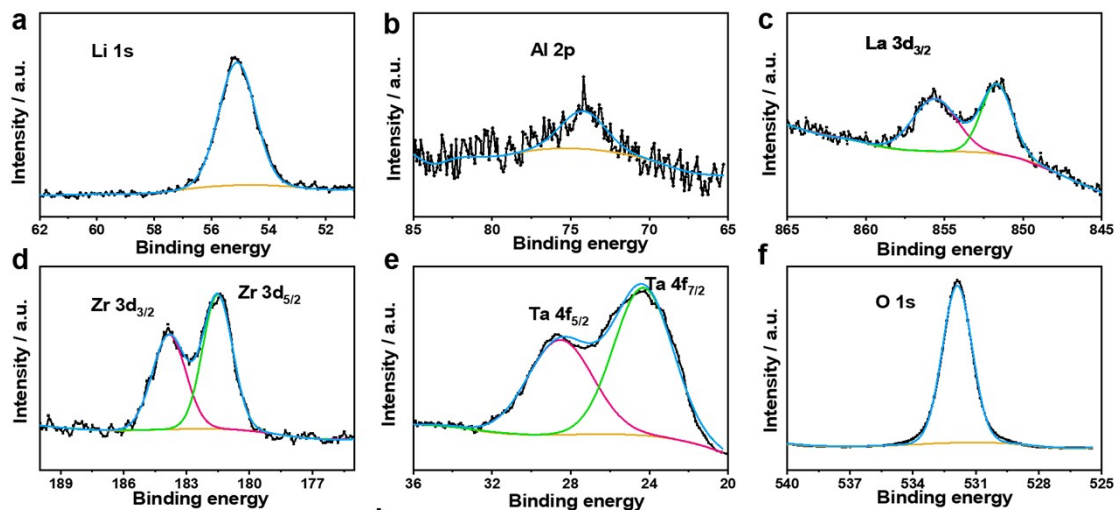 a
Li 1s
Intensity / a.u.
62 60 58 56 54 52
Binding energy
b
Al 2p
Intensity / a.u.
85 80 75 70 65
Binding energy
c
La 3d3/2
Intensity / a.u.
865 860 855 850 845
Binding energy
d
Zr 3d3/2
Zr 3d5/2
Intensity / a.u.
189 186 183 180 177
Binding energy
e
Ta 4f5/2
Ta 4f7/2
Intensity / a.u.
36 32 28 24 20
Binding energy
f
O 1s
Intensity / a.u.
540 537 534 531 528 525
Binding energy